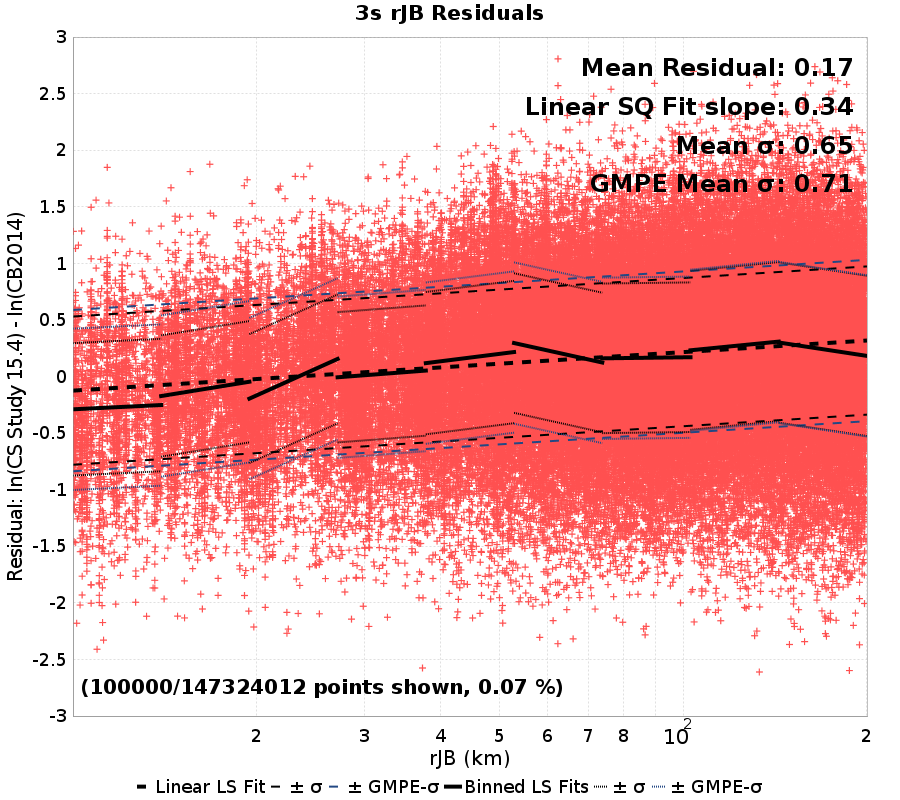 3s rJB Residuals
Mean Residual: 0.17
Linear SQ Fit slope: 0.34
Mean σ: 0.65
GMPE Mean σ: 0.71
Residual: ln(CS Study 15.4) - ln(CB2014)
3
2.5
2
1.5
1
0.5
0
-0.5
-1
-1.5
-2
-2.5
-3
(100000/147324012 points shown, 0.07 %)
2 3 4 5 6 7 8 10² 2
rJB (km)
Linear LS Fit ± σ ± GMPE-σ Binned LS Fits ± σ ± GMPE-σ